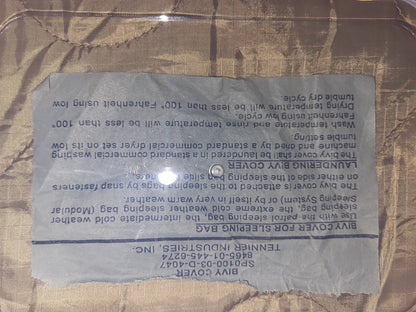 BIVY COVER
SP0100-03-D-4047
8465-01-445-6274
TENNIER INDUSTRIES, INC.
BIVY COVER FOR SLEEPING BAG
Use with the patrol sleeping bag, the intermediate cold weather
sleeping bag, the extreme cold weather sleeping bag (Modular
Sleeping System) or by itself in very warm weather.
The bivy cover is attached to the sleeping bags by snap fasteners
on either side of the sleeping bag slide
LAUNDERING BIVY COVER
The bivy cover shall be laundered in a standard commercial washing
machine and dried by a standard commercial dryer set on its low
tumble setting.
Wash temperature and rinse temperature will be less than 100°
Fahrenheit using low cycle.
Drying temperature will be less than 100° Fahrenheit using low
tumble dry cycle.